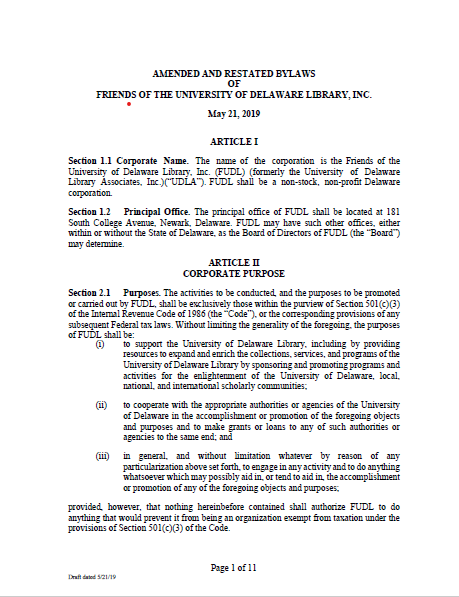 AMENDED AND RESTATED BYLAWS
OF
FRIENDS OF THE UNIVERSITY OF DELAWARE LIBRARY, INC.
May 21, 2019
ARTICLE I
Section 1.1 Corporate Name. The name of the corporation is the Friends of the
University of Delaware Library, Inc. (FUDL) (formerly the University of Delaware
Library Associates, Inc.)(“UDLA”). FUDL shall be a non-stock, non-profit Delaware
corporation.
Section 1.2 Principal Office. The principal office of FUDL shall be located at 181
South College Avenue, Newark, Delaware. FUDL may have such other offices, either
within or without the State of Delaware, as the Board of Directors of FUDL (the “Board”)
may determine.
ARTICLE II
CORPORATE PURPOSE
Section 2.1 Purposes. The activities to be conducted, and the purposes to be promoted
or carried out by FUDL, shall be exclusively those within the purview of Section 501(c)(3)
of the Internal Revenue Code of 1986 (the “Code”), or the corresponding provisions of any
subsequent Federal tax laws. Without limiting the generality of the foregoing, the purposes
of FUDL shall be:
(i) to support the University of Delaware Library, including by providing
resources to expand and enrich the collections, services, and programs of the
University of Delaware Library by sponsoring and promoting programs and
activities for the enlightenment of the University of Delaware, local,
national, and international scholarly communities;
(ii) to cooperate with the appropriate authorities or agencies of the University
of Delaware in the accomplishment or promotion of the foregoing objects
and purposes and to make grants or loans to any of such authorities or
agencies to the same end; and
(iii) in general, and without limitation whatever by reason of any
particularization above set forth, to engage in any activity and to do anything
whatsoever which may possibly aid in, or tend to aid in, the accomplishment
or promotion of any of the foregoing objects and purposes;
provided, however, that nothing hereinbefore contained shall authorize FUDL to do
anything that would prevent it from being an organization exempt from taxation under the
provisions of Section 501(c)(3) of the Code.
Page 1 of 11
Draft dated 5/21/19